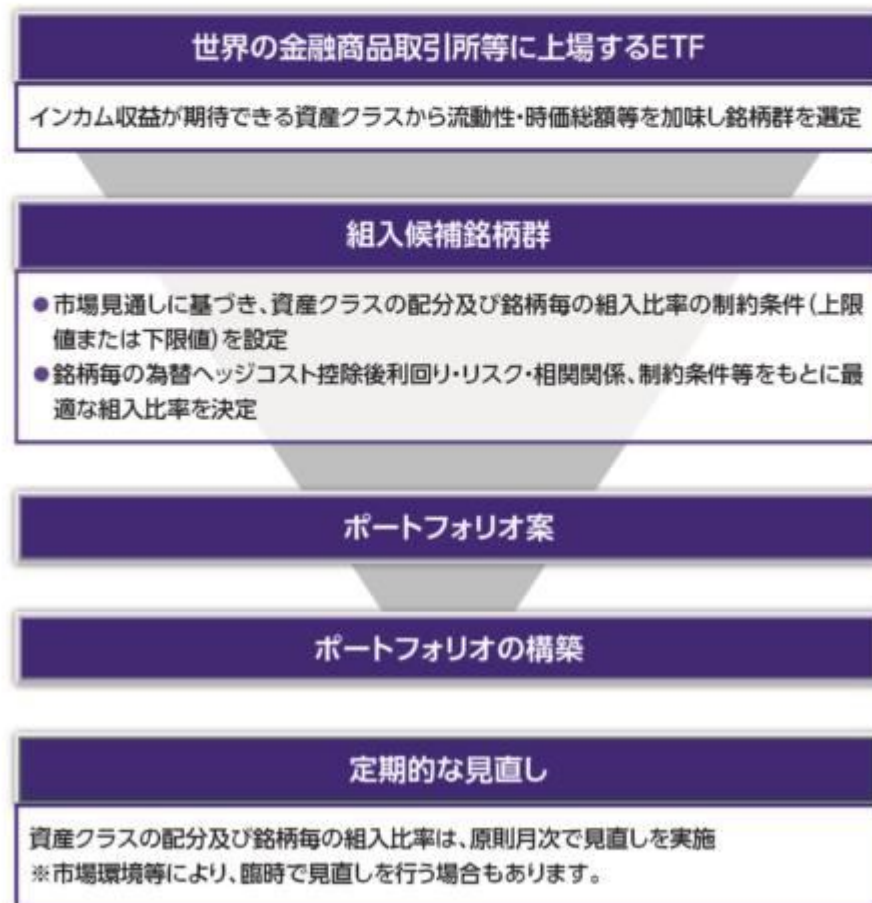 世界の金融商品取引所等に上場するETF
インカム収益が期待できる資産クラスから流動性・時価総額等を加味し銘柄群を選定
組入候補銘柄群
●市場見通しに基づき、資産クラスの配分及び銘柄毎の組入比率の制約条件(上限
値または下限値)を設定
●銘柄毎の為替ヘッジコスト控除後利回り・リスク・相関関係、制約条件等をもとに最
適な組入比率を決定
ポートフォリオ案
ポートフォリオの構築
定期的な見直し
資産クラスの配分及び銘柄毎の組入比率は、原則月次で見直しを実施
※市場環境等により、臨時で見直しを行う場合もあります。